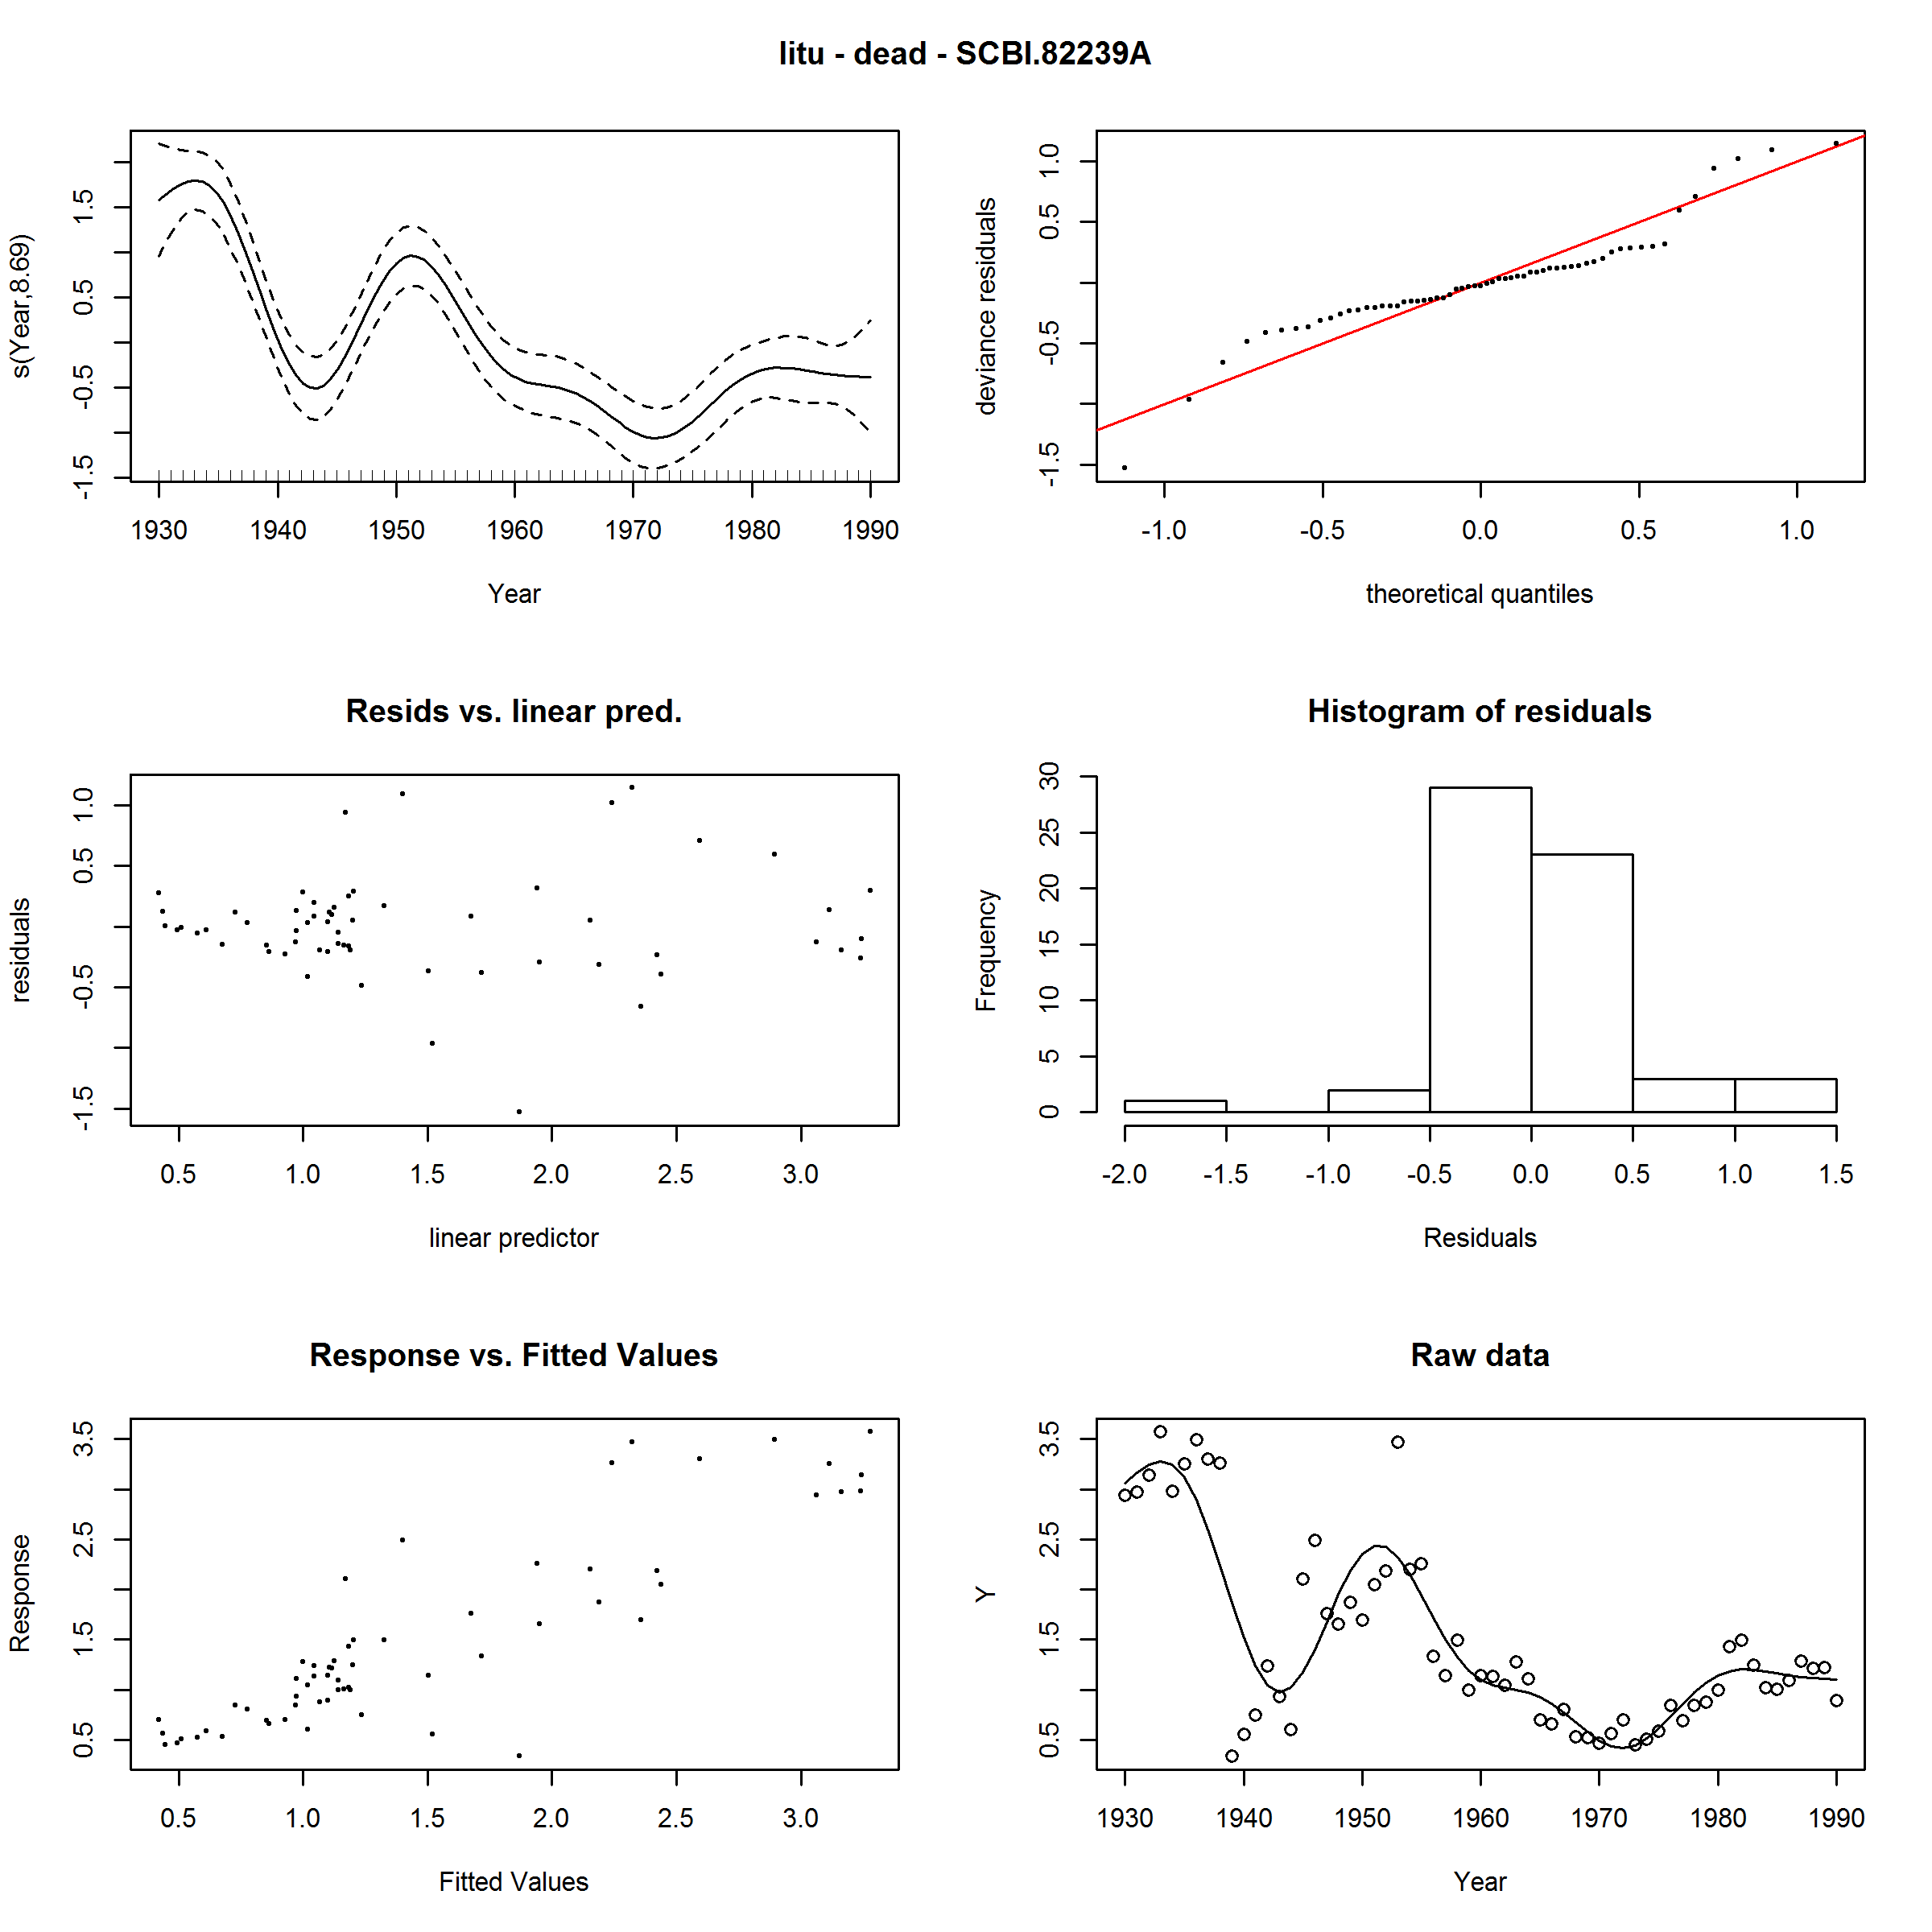 litu - dead - SCBI.82239A
s(Year,8.69)
-1.5 -0.5 0.5 1.5
1930 1940 1950 1960 1970 1980 1990
Year
deviance residuals
-1.5 -0.5 0.5 1.0
-1.0 -0.5 0.0 0.5 1.0
theoretical quantiles
Resids vs. linear pred.
residuals
-1.5 -0.5 0.5 1.0
0.5 1.0 1.5 2.0 2.5 3.0
linear predictor
Histogram of residuals
Frequency
0 5 10 15 20 25 30
-2.0 -1.5 -1.0 -0.5 0.0 0.5 1.0 1.5
Residuals
Response vs. Fitted Values
Response
0.5 1.5 2.5 3.5
0.5 1.0 1.5 2.0 2.5 3.0
Fitted Values
Raw data
Y
0.5 1.5 2.5 3.5
1930 1940 1950 1960 1970 1980 1990
Year